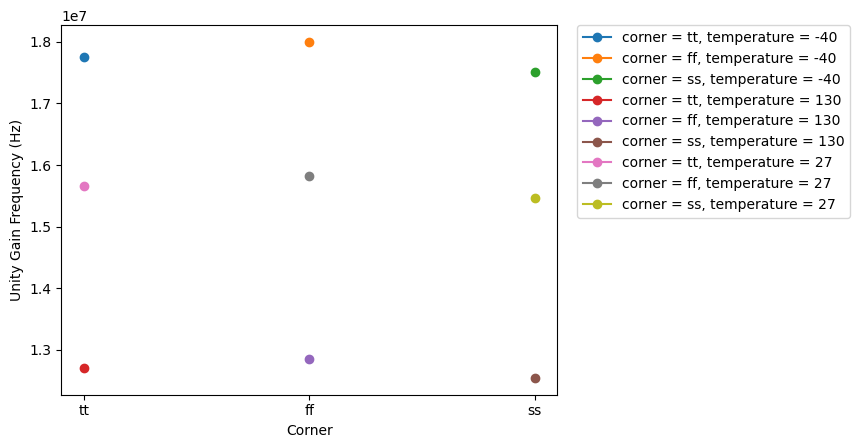 1e7
1.8
1.7
1.6
1.5
1.4
1.3
Unity Gain Frequency (Hz)
tt
ff
ss
Corner
corner = tt, temperature = -40
corner = ff, temperature = -40
corner = ss, temperature = -40
corner = tt, temperature = 130
corner = ff, temperature = 130
corner = ss, temperature = 130
corner = tt, temperature = 27
corner = ff, temperature = 27
corner = ss, temperature = 27